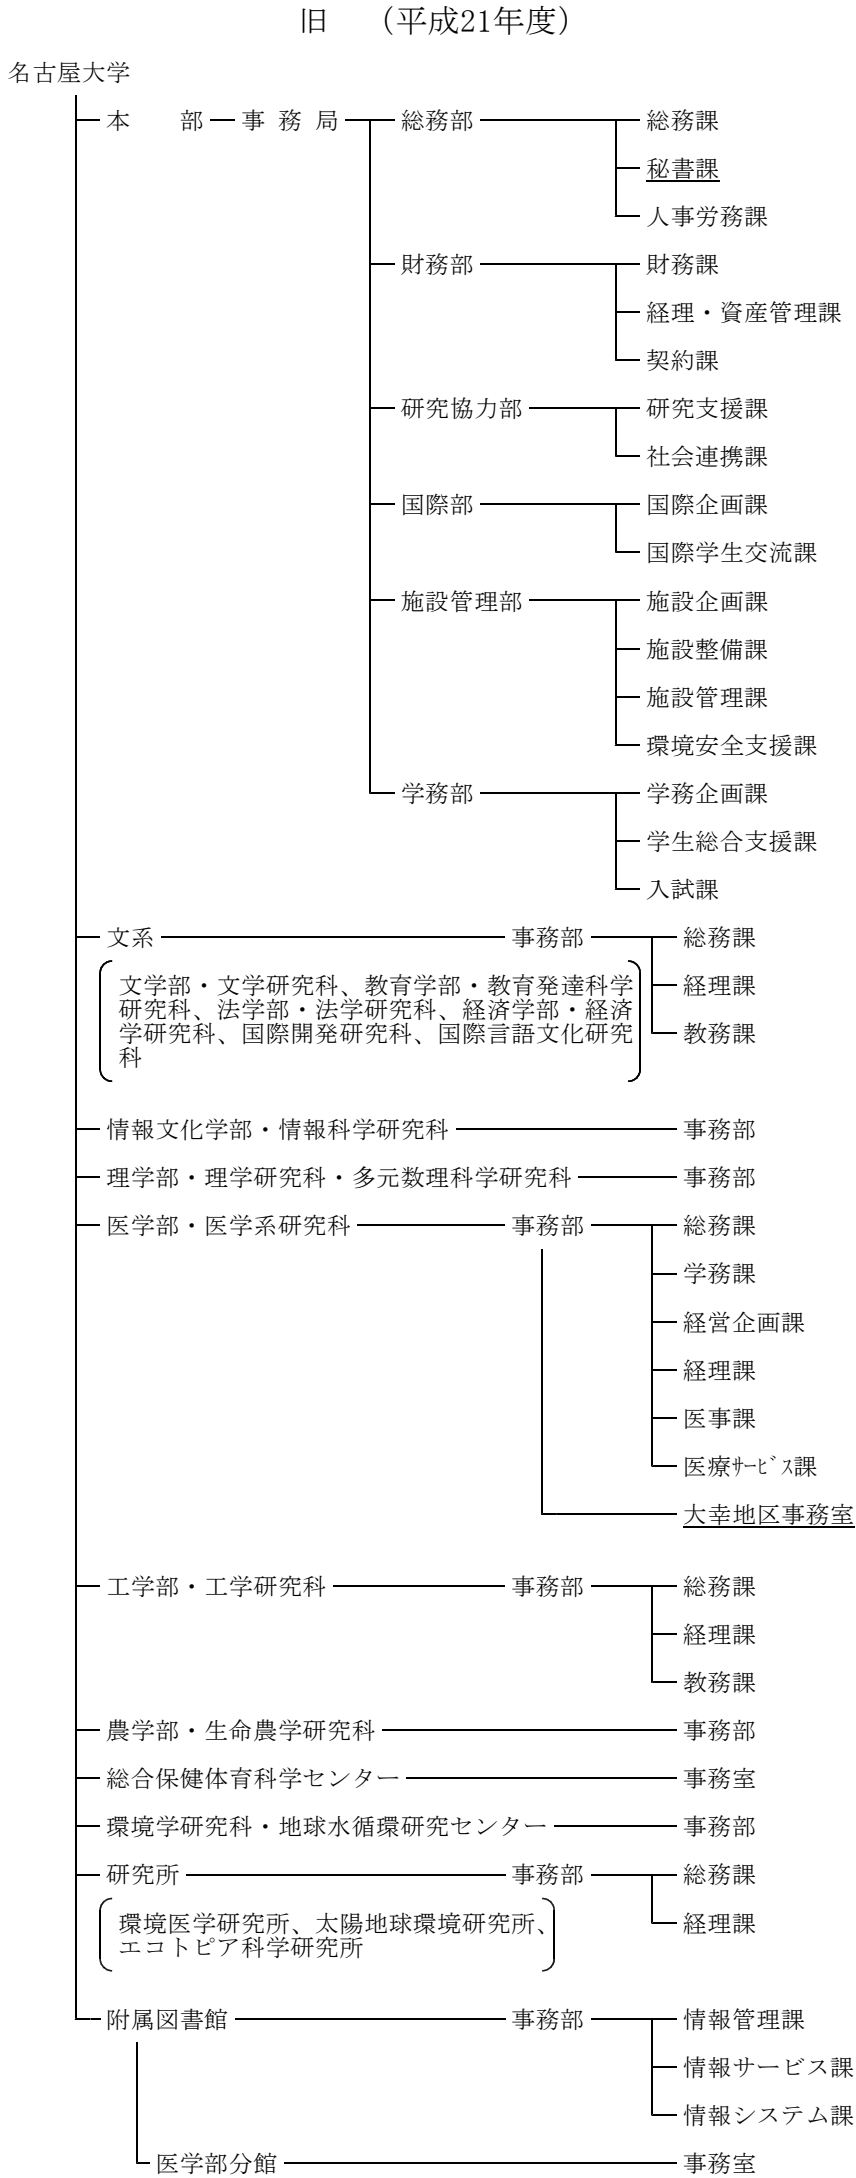 旧　（平成21年度）
名古屋大学
本　部 事務局 総務部 総務課
秘書課
人事労務課
財務部 財務課
経理・資産管理課
契約課
研究協力部 研究支援課
社会連携課
国際部 国際企画課
国際学生交流課
施設管理部 施設企画課
施設整備課
施設管理課
環境安全支援課
学務部 学務企画課
学生総合支援課
入試課
文系 事務部 総務課
文学部・文学研究科、教育学部・教育発達科学 経理課
研究科、法学部・法学研究科、経済学部・経済
学研究科、国際開発研究科、国際言語文化研究 教務課
科
情報文化学部・情報科学研究科 事務部
理学部・理学研究科・多元数理科学研究科 事務部
医学部・医学系研究科 事務部 総務課
学務課
経営企画課
経理課
医事課
医療ｻｰﾋﾞｽ課
大幸地区事務室
工学部・工学研究科 事務部 総務課
経理課
教務課
農学部・生命農学研究科 事務部
総合保健体育科学センター 事務室
環境学研究科・地球水循環研究センター 事務部
研究所 事務部 総務課
環境医学研究所、太陽地球環境研究所、 経理課
エコトピア科学研究所
附属図書館 事務部 情報管理課
情報サービス課
情報システム課
医学部分館 事務室